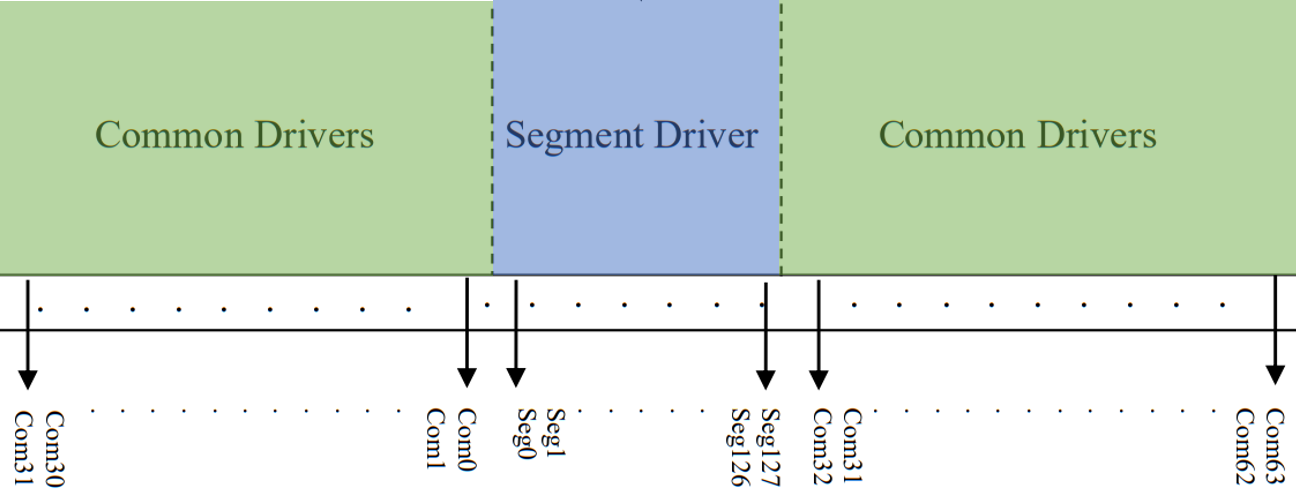 Common Drivers
Segment Driver
Common Drivers
Com31
Com30
Com1
Com0
Seg0
Seg1
Seg126
Seg127
Com32
Com31
Com62
Com63